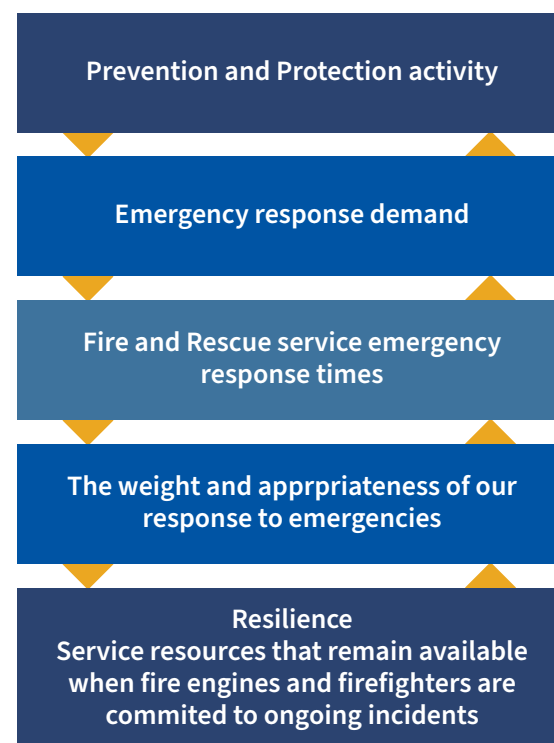 Prevention and Protection activity
Emergency response demand
Fire and Rescue service emergency
response times
The weight and apprpriateness of our
response to emergencies
Resilience
Service resources that remain available
when fire engines and firefighters are
commited to ongoing incidents